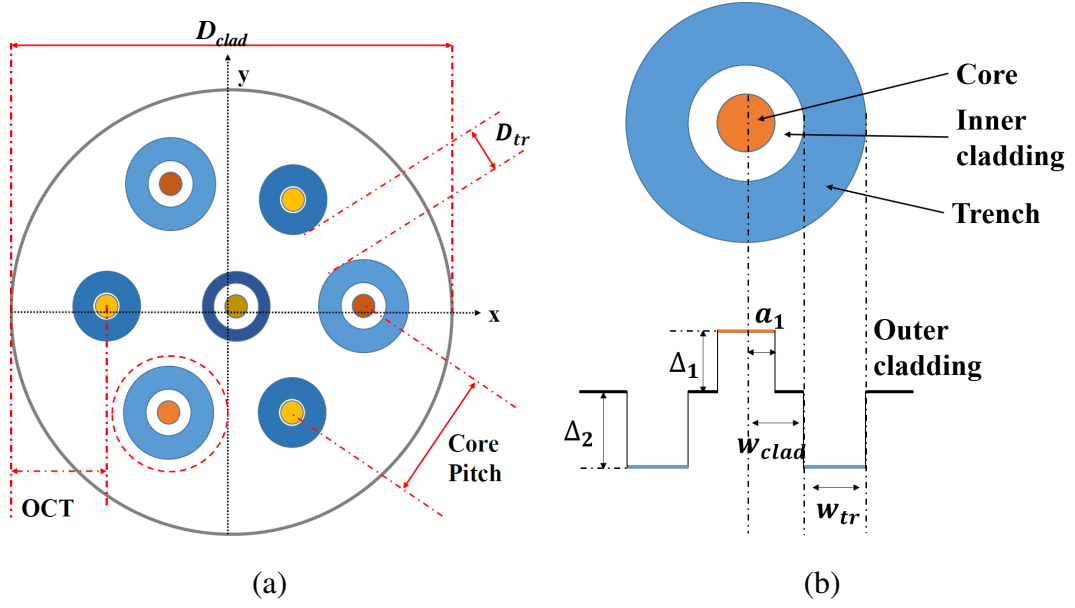 D_clad
y
D_tr
x
Core
Pitch
OCT
(a)
Core
Inner
cladding
Trench
a_1
Outer
cladding
Δ_1
Δ_2
w_clad
w_tr
(b)